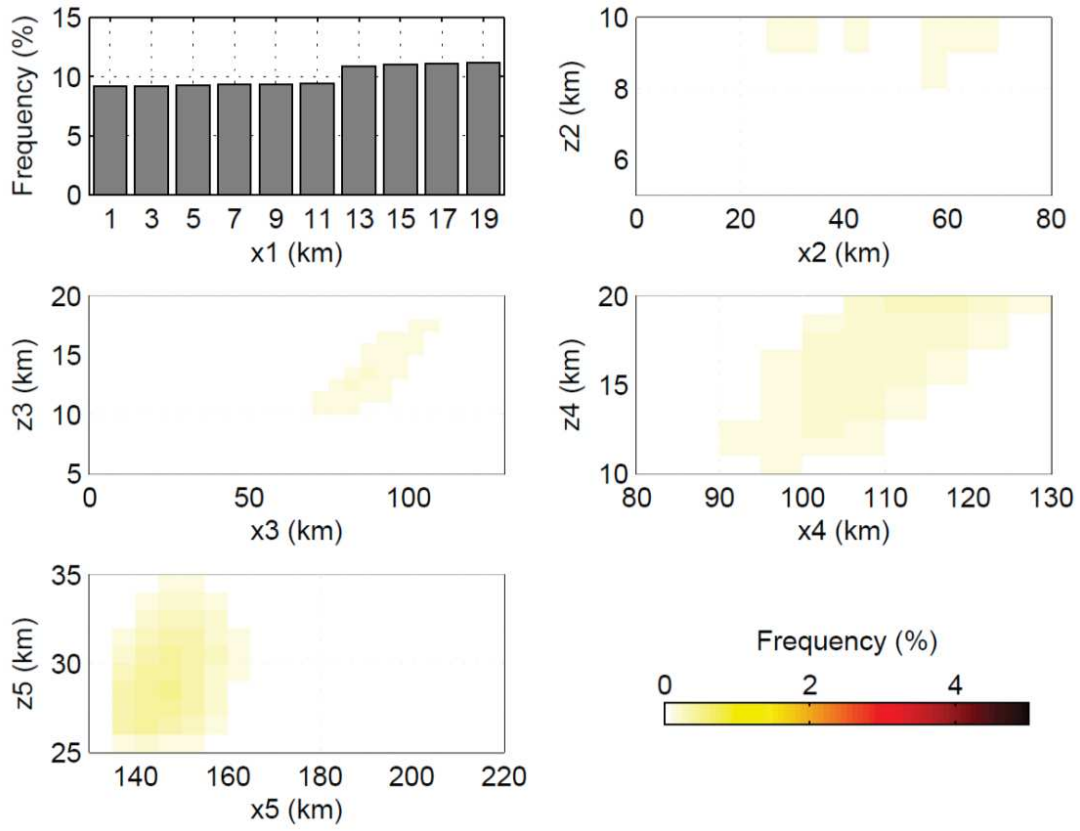 Frequency (%)
15
10
5
0
1 3 5 7 9 11 13 15 17 19
x1 (km)
z2 (km)
10
8
6
0 20 40 60 80
x2 (km)
z3 (km)
20
15
10
5
0 50 100
x3 (km)
z4 (km)
20
15
10
80 90 100 110 120 130
x4 (km)
z5 (km)
35
30
25
140 160 180 200 220
x5 (km)
Frequency (%)
0 2 4